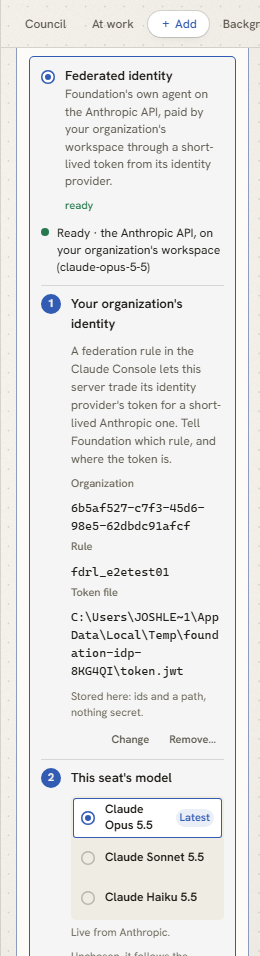 Council At work + Add Backgr
Federated identity
Foundation's own agent on
the Anthropic API, paid by
your organization's
workspace through a short-
lived token from its identity
provider.
ready
Ready · the Anthropic API, on
your organization's workspace
(claude-opus-5-5)
1 Your organization's
identity
A federation rule in the
Claude Console lets this
server trade its identity
provider's token for a short-
lived Anthropic one. Tell
Foundation which rule, and
where the token is.
Organization
6b5af527-c7f3-45d6-
98e5-62dbdc91afcf
Rule
fdrl_e2etest01
Token file
C:\Users\JOSHLE~1\App
Data\Local\Temp\found
ation-idp-
8KG4QI\token.jwt
Stored here: ids and a path,
nothing secret.
Change Remove...
2 This seat's model
Claude
Opus 5.5 Latest
Claude Sonnet 5.5
Claude Haiku 5.5
Live from Anthropic.